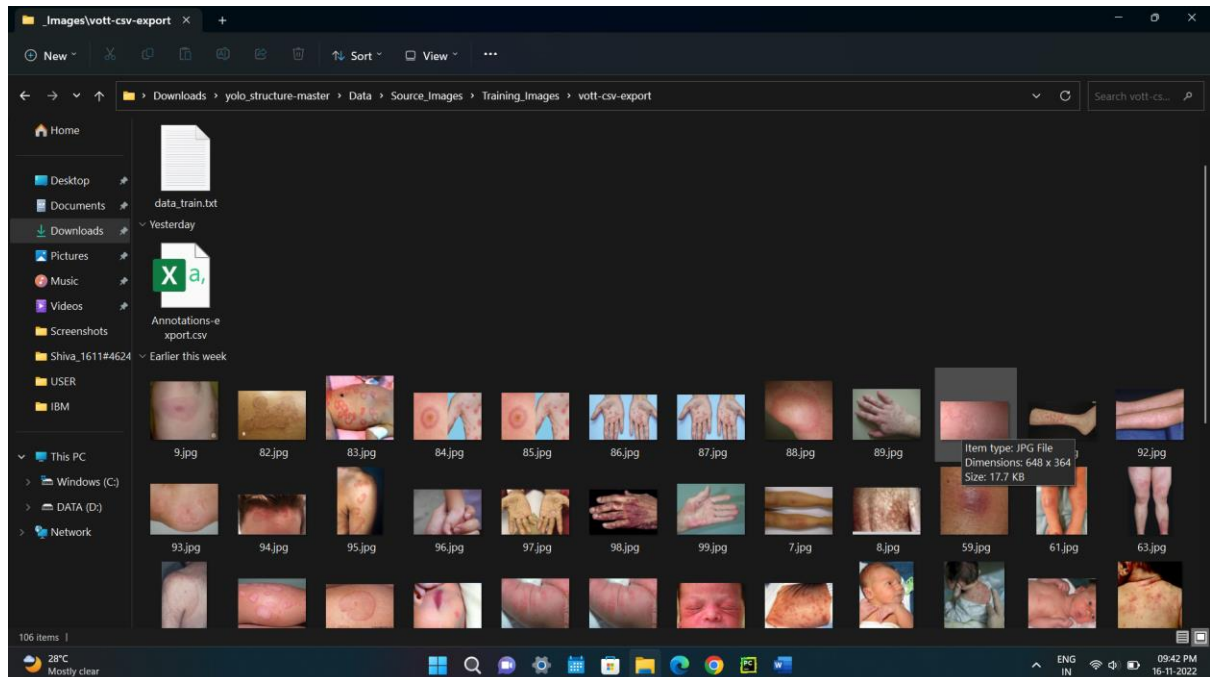 _Images\vott-csv-export
New
Sort
View
Downloads > yolo_structure-master > Data > Source_Images > Training_Images > vott-csv-export
Search vott-cs...
Home
Desktop
Documents
Downloads
Pictures
Music
Videos
Screenshots
Shiva_1611#4624
USER
IBM
This PC
Windows (C:)
DATA (D:)
Network
data_train.txt
Yesterday
X a,
Annotations-e
xport.csv
Earlier this week
9.jpg 82.jpg 83.jpg 84.jpg 85.jpg 86.jpg 87.jpg 88.jpg 89.jpg 92.jpg
Item type: JPG File
Dimensions: 648 x 364
Size: 17.7 KB
93.jpg 94.jpg 95.jpg 96.jpg 97.jpg 98.jpg 99.jpg 7.jpg 8.jpg 59.jpg 61.jpg 63.jpg
106 items
28°C
Mostly clear
ENG
IN
09:42 PM
16-11-2022